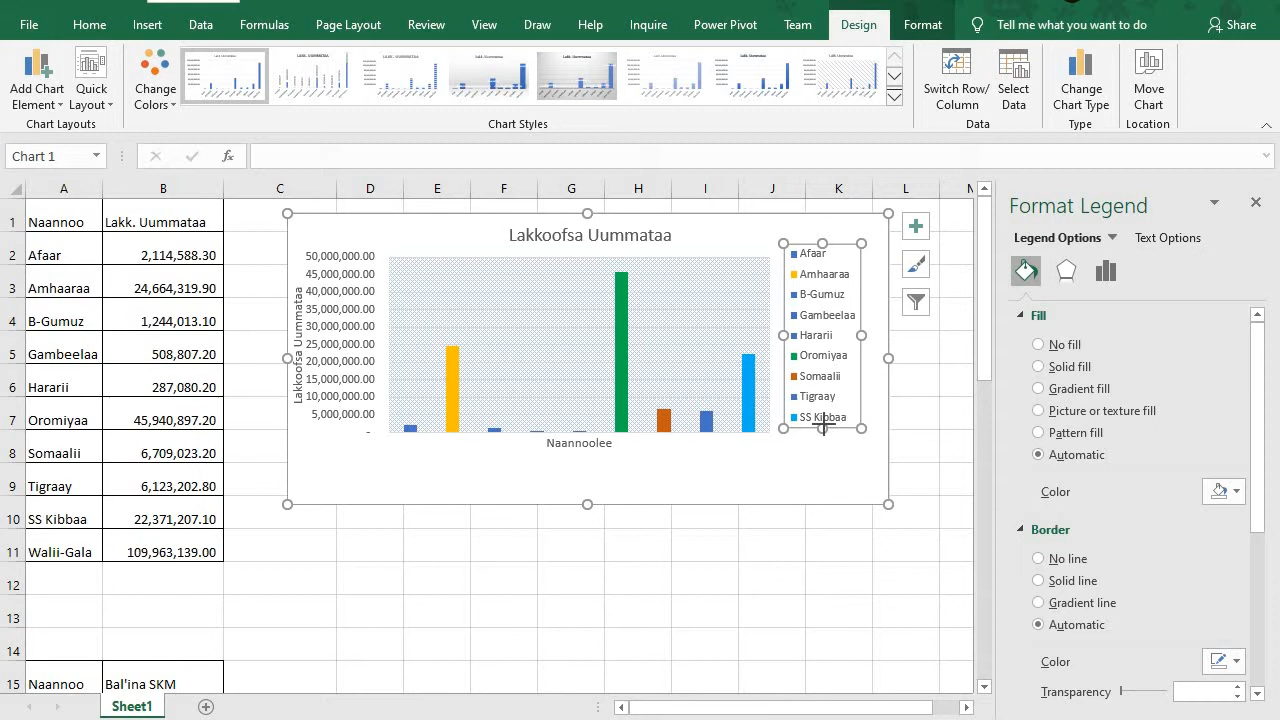 File Home Insert Data Formulas Page Layout Review View Draw Help Inquire Power Pivot Team Design Format Tell me what you want to do Share
Add Chart Element Quick Layout Change Colors Switch Row/Column Select Data Change Chart Type Move Chart
Chart Layouts Chart Styles Data Type Location
Chart 1 fx
A B C D E F G H I J K L M
1 Naannoo Lakk. Uummataa
2 Afaar 2,114,588.30
3 Amhaaraa 24,664,319.90
4 B-Gumuz 1,244,013.10
5 Gambeelaa 508,807.20
6 Hararii 287,080.20
7 Oromiyaa 45,940,897.20
8 Somaalii 6,709,023.20
9 Tigraay 6,123,202.80
10 SS Kibbaa 22,371,207.10
11 Walii-Gala 109,963,139.00
12
13
14
15 Naannoo Bal'ina SKM
Sheet1
Lakkoofsa Uummataa
Lakkoofsa Uummataa
50,000,000.00
45,000,000.00
40,000,000.00
35,000,000.00
30,000,000.00
25,000,000.00
20,000,000.00
15,000,000.00
10,000,000.00
5,000,000.00
-
Naannoolee
Afaar
Amhaaraa
B-Gumuz
Gambeelaa
Hararii
Oromiyaa
Somaalii
Tigraay
SS Kibbaa
Format Legend
Legend Options Text Options
Fill
No fill
Solid fill
Gradient fill
Picture or texture fill
Pattern fill
Automatic
Color
Border
No line
Solid line
Gradient line
Automatic
Color
Transparency